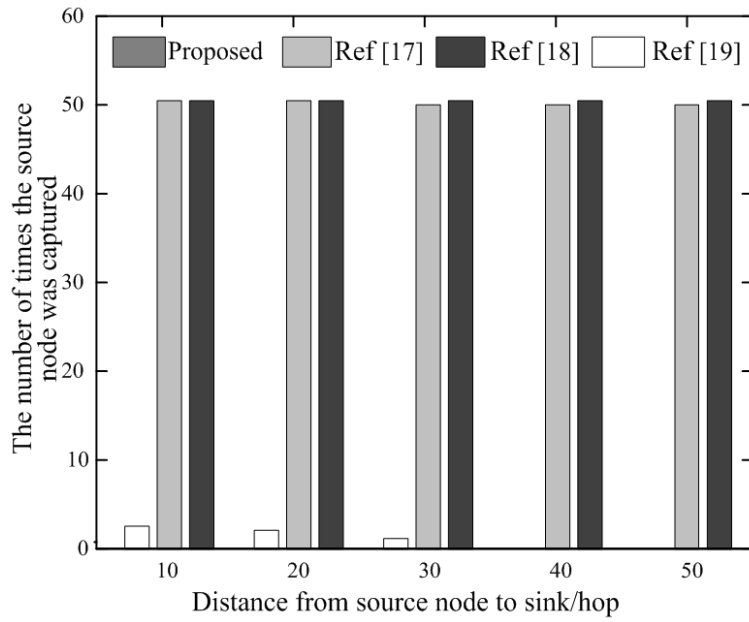 60
50
40
30
20
10
0
The number of times the source
node was captured
Proposed
Ref [17]
Ref [18]
Ref [19]
10
20
30
40
50
Distance from source node to sink/hop